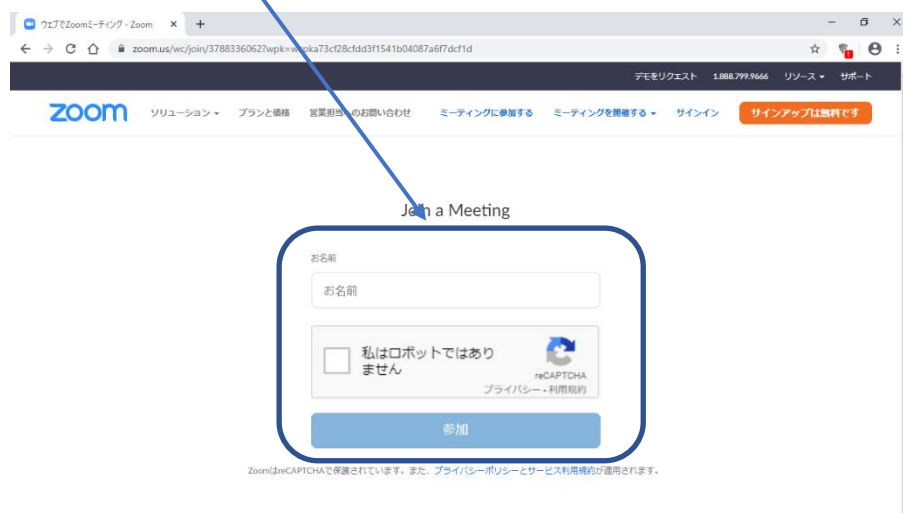 ウェブでZoomミーティング - Zoom
zoom.us/wc/join/3788336062?wpk=wcpka73cf28cfdd3f1541b04087a6f7dcf1d
デモをリクエスト 1.888.799.9666 リソース サポート
zoom ソリューション プランと価格 営業担当へのお問い合わせ ミーティングに参加する ミーティングを開催する サインイン サインアップは無料です
Join a Meeting
お名前
お名前
私はロボットではあり
ません
reCAPTCHA
プライバシー - 利用規約
参加
ZoomはreCAPTCHAで保護されています。また、プライバシーポリシーとサービス利用規約が適用されます。